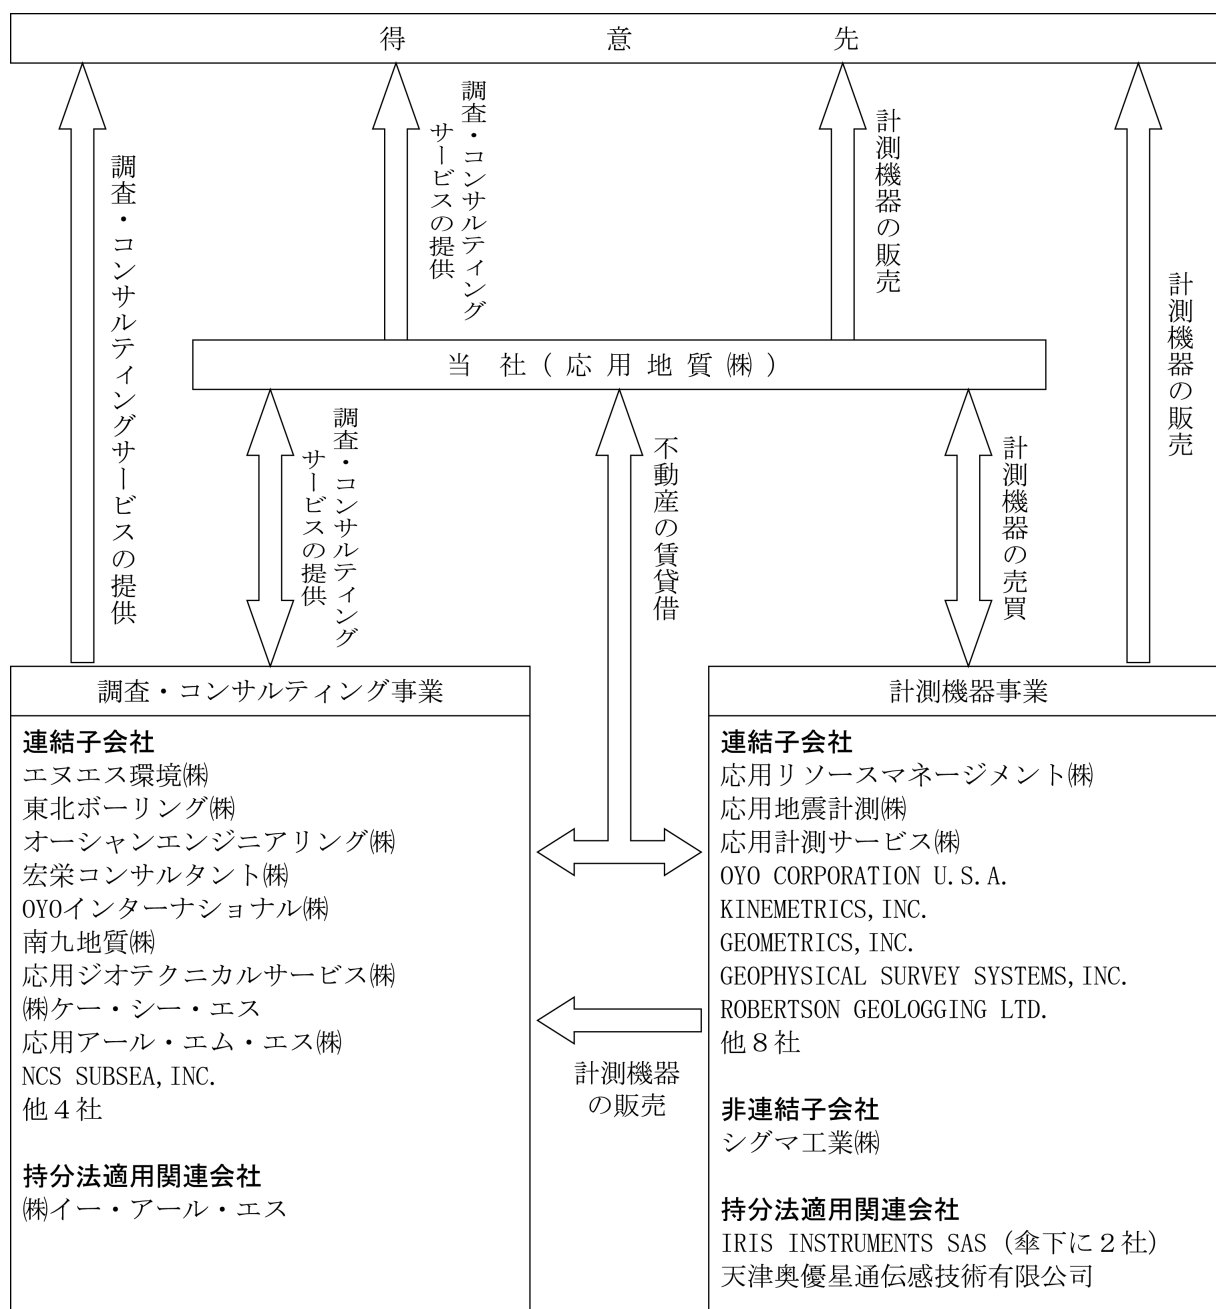 得意先
調査・コンサルティングサービスの提供
調査・コンサルティング
サービスの提供
計測機器の販売
計測機器の販売
当社(応用地質㈱)
調査・コンサルティング
サービスの提供
不動産の賃貸借
計測機器の売買
調査・コンサルティング事業
連結子会社
エヌエス環境㈱
東北ボーリング㈱
オーシャンエンジニアリング㈱
宏栄コンサルタント㈱
OYOインターナショナル㈱
南九地質㈱
応用ジオテクニカルサービス㈱
㈱ケー・シー・エス
応用アール・エム・エス㈱
NCS SUBSEA, INC.
他4社
持分法適用関連会社
㈱イー・アール・エス
計測機器
の販売
計測機器事業
連結子会社
応用リソースマネージメント㈱
応用地震計測㈱
応用計測サービス㈱
OYO CORPORATION U.S.A.
KINEMETRICS, INC.
GEOMETRICS, INC.
GEOPHYSICAL SURVEY SYSTEMS, INC.
ROBERTSON GEOLOGGING LTD.
他8社
非連結子会社
シグマ工業㈱
持分法適用関連会社
IRIS INSTRUMENTS SAS(傘下に2社)
天津奥優星通伝感技術有限公司